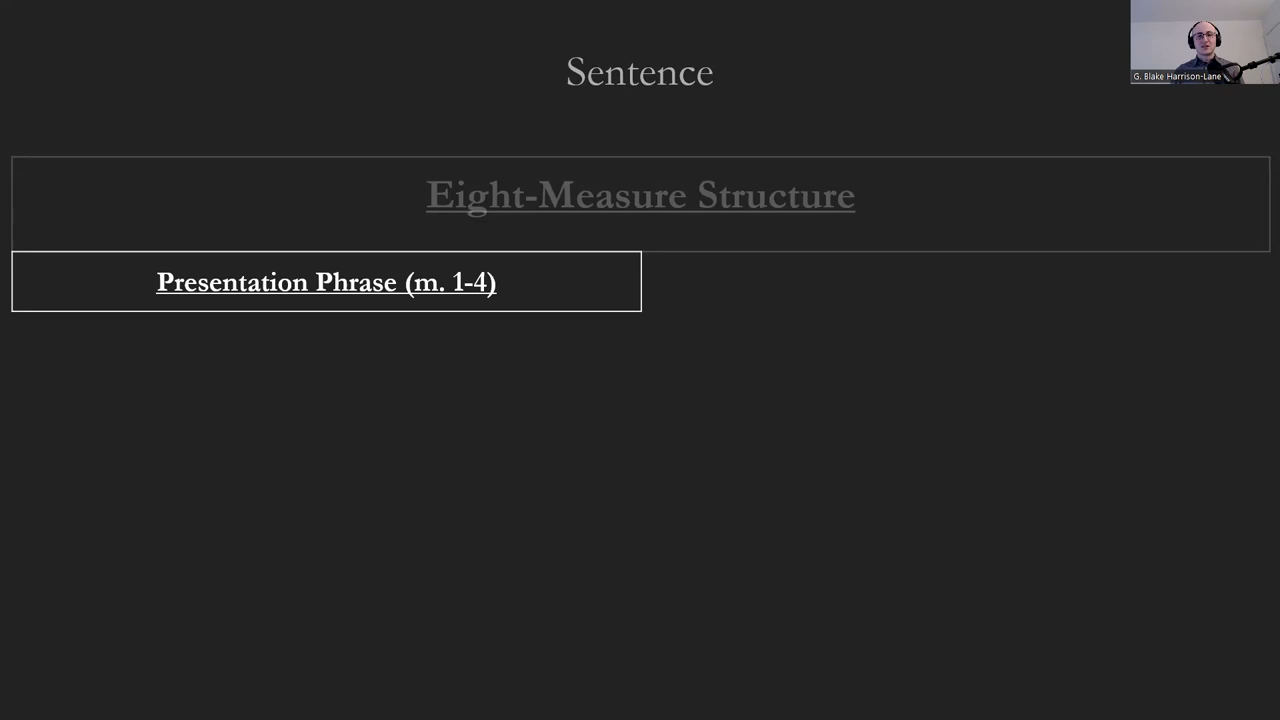 Sentence
G. Blake Harrison-Lane
Eight-Measure Structure
Presentation Phrase (m. 1-4)